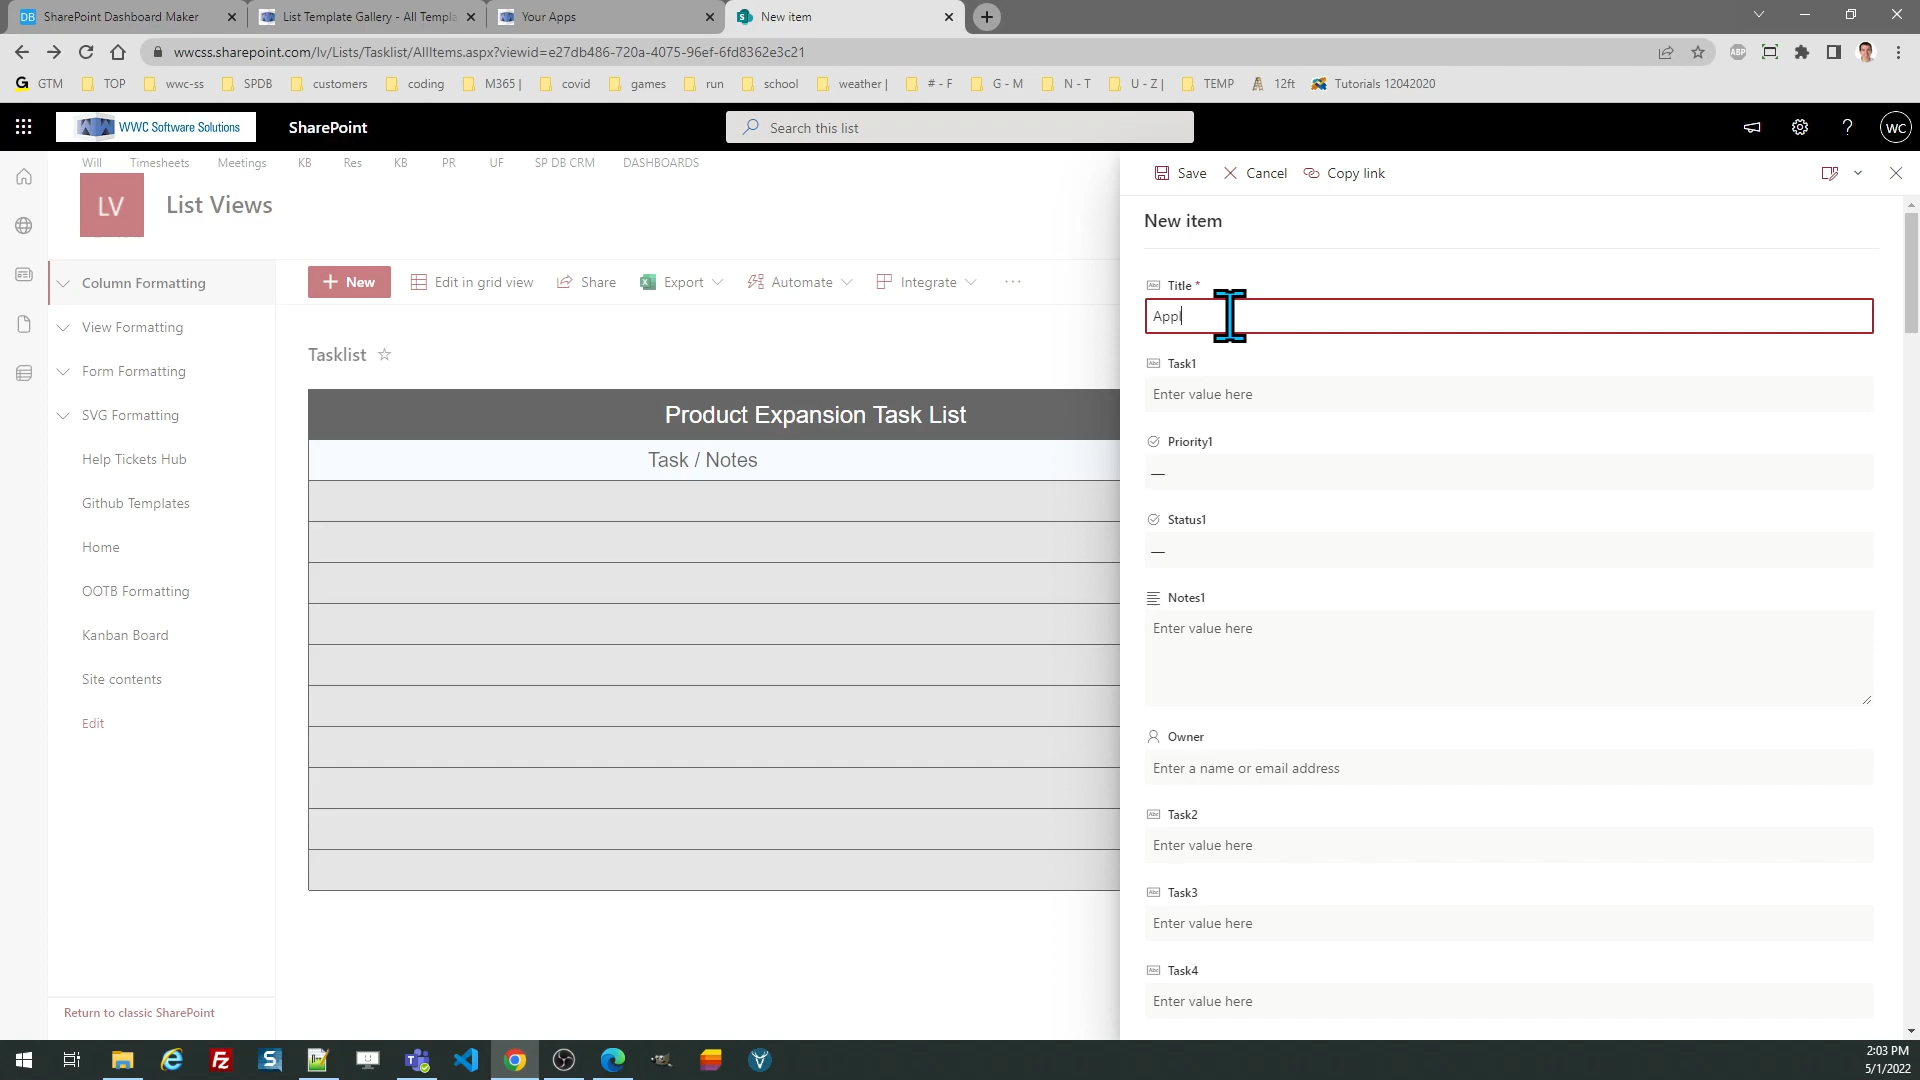 SharePoint Dashboard Maker
List Template Gallery - All Templa
Your Apps
New item
wwcss.sharepoint.com/lv/Lists/Tasklist/AllItems.aspx?viewid=e27db486-720a-4075-96ef-6fd8362e3c21
GTM TOP wwc-ss SPDB customers coding M365 | covid games run school weather | # - F G - M N - T U - Z | TEMP 12ft Tutorials 12042020
WWC Software Solutions
SharePoint
Search this list
WC
Will Timesheets Meetings KB Res KB PR UF SP DB CRM DASHBOARDS
LV
List Views
Save Cancel Copy link
New item
Column Formatting
View Formatting
Form Formatting
SVG Formatting
Help Tickets Hub
Github Templates
Home
OOTB Formatting
Kanban Board
Site contents
Edit
Return to classic SharePoint
New Edit in grid view Share Export Automate Integrate ...
Tasklist
Product Expansion Task List
Task / Notes
Title *
Appl
Task1
Enter value here
Priority1
—
Status1
—
Notes1
Enter value here
Owner
Enter a name or email address
Task2
Enter value here
Task3
Enter value here
Task4
Enter value here
2:03 PM
5/1/2022